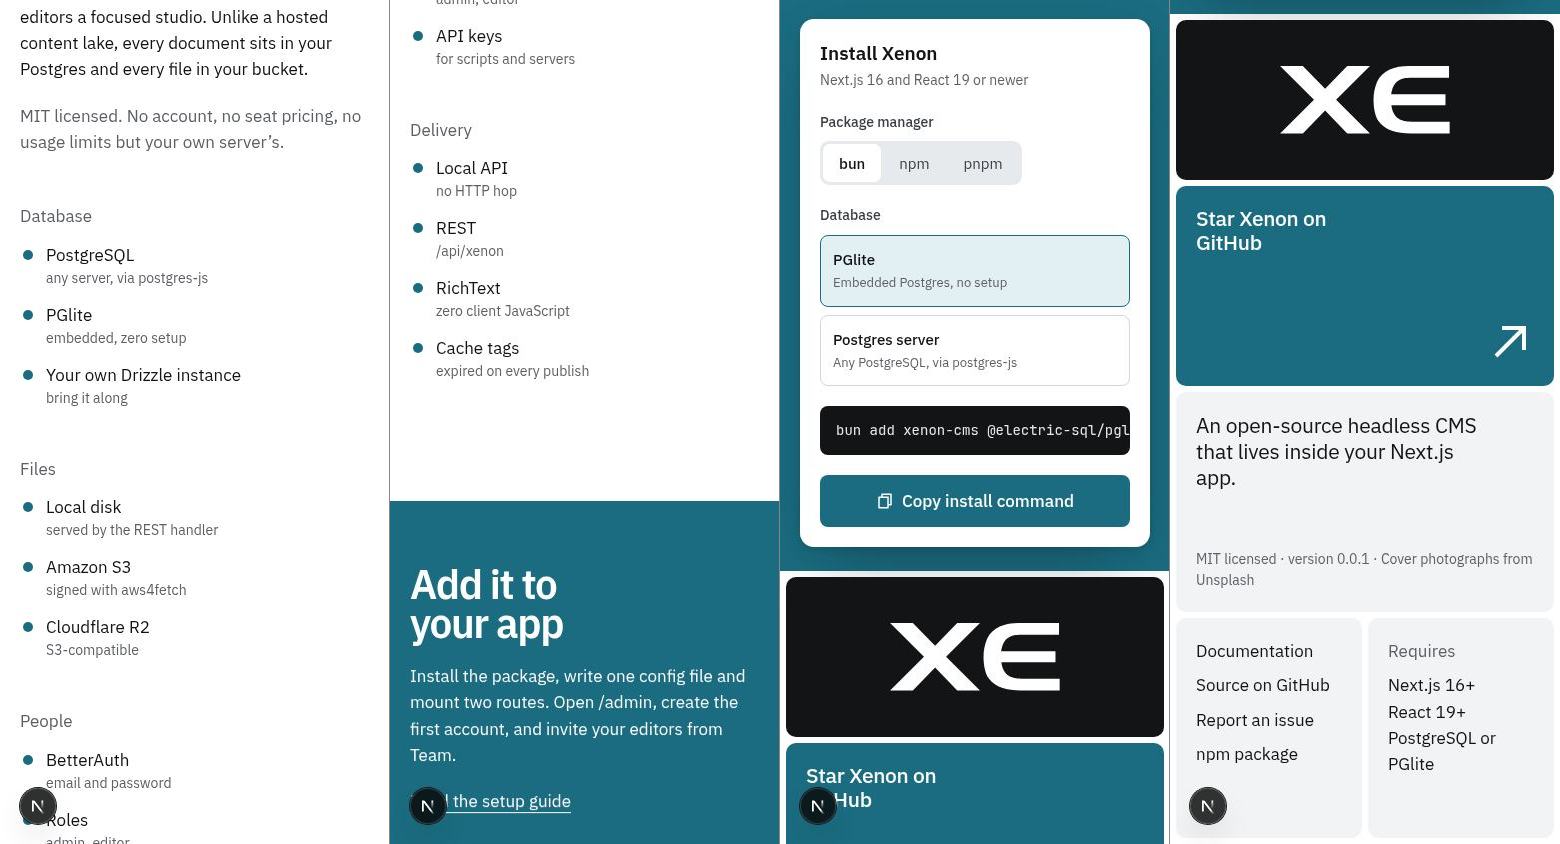 editors a focused studio. Unlike a hosted
content lake, every document sits in your
Postgres and every file in your bucket.
MIT licensed. No account, no seat pricing, no
usage limits but your own server’s.
Database
PostgreSQL
any server, via postgres-js
PGlite
embedded, zero setup
Your own Drizzle instance
bring it along
Files
Local disk
served by the REST handler
Amazon S3
signed with aws4fetch
Cloudflare R2
S3-compatible
People
BetterAuth
email and password
Roles
admin, editor
N
admin, editor
API keys
for scripts and servers
Delivery
Local API
no HTTP hop
REST
/api/xenon
RichText
zero client JavaScript
Cache tags
expired on every publish
Add it to
your app
Install the package, write one config file and
mount two routes. Open /admin, create the
first account, and invite your editors from
Team.
the setup guide
N
Install Xenon
Next.js 16 and React 19 or newer
Package manager
bun npm pnpm
Database
PGlite
Embedded Postgres, no setup
Postgres server
Any PostgreSQL, via postgres-js
bun add xenon-cms @electric-sql/pgl
Copy install command
XE
Star Xenon on
Hub
N
XE
Star Xenon on
GitHub
An open-source headless CMS
that lives inside your Next.js
app.
MIT licensed · version 0.0.1 · Cover photographs from
Unsplash
Documentation
Source on GitHub
Report an issue
npm package
N
Requires
Next.js 16+
React 19+
PostgreSQL or
PGlite